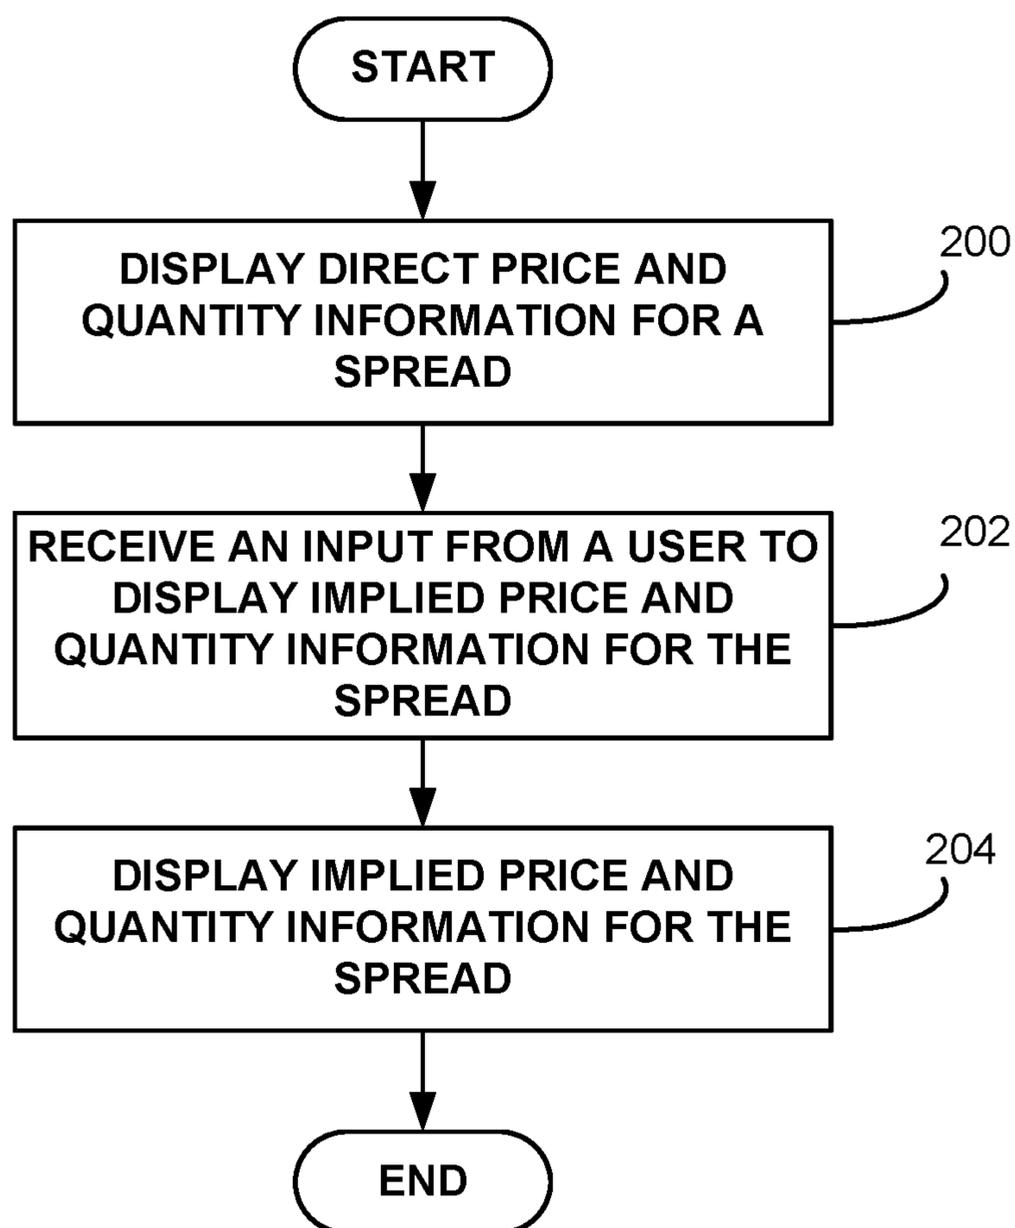 START
DISPLAY DIRECT PRICE AND
QUANTITY INFORMATION FOR A
SPREAD
200
RECEIVE AN INPUT FROM A USER TO
DISPLAY IMPLIED PRICE AND
QUANTITY INFORMATION FOR THE
SPREAD
202
DISPLAY IMPLIED PRICE AND
QUANTITY INFORMATION FOR THE
SPREAD
204
END